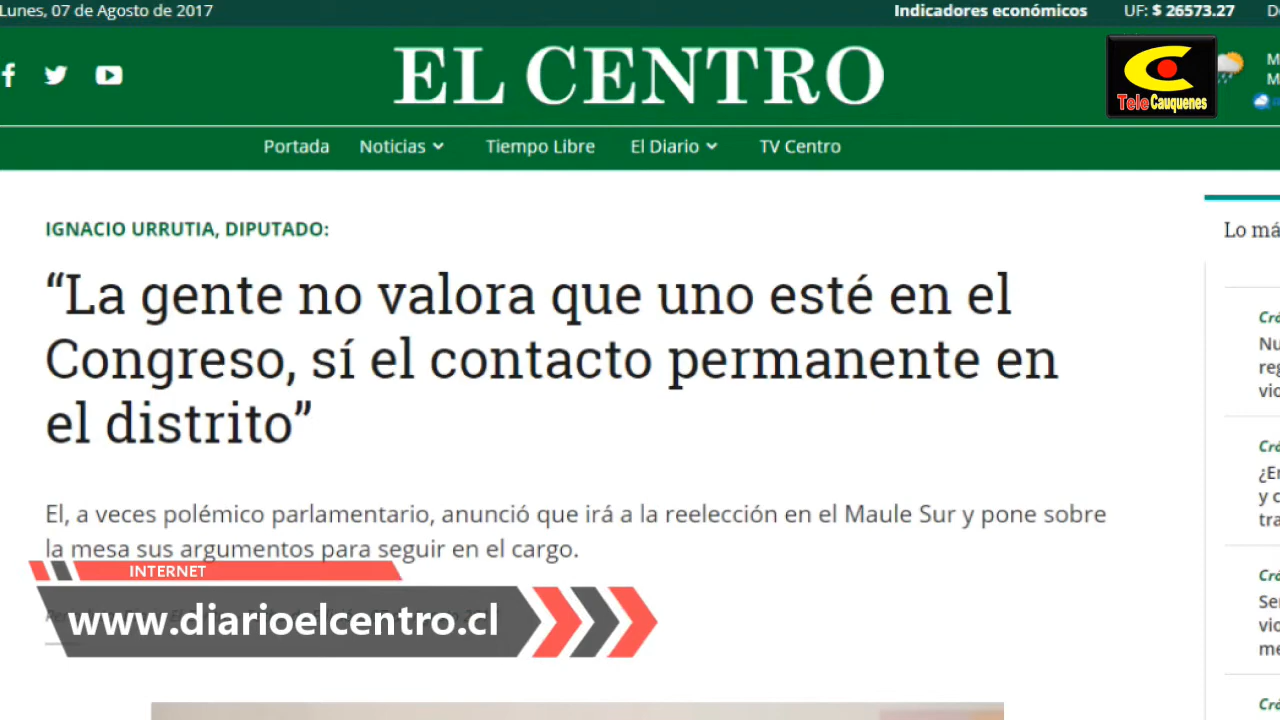 Lunes, 07 de Agosto de 2017
Indicadores económicos UF: $ 26573.27
EL CENTRO
Tele Cauquenes
Portada Noticias Tiempo Libre El Diario TV Centro
IGNACIO URRUTIA, DIPUTADO:
“La gente no valora que uno esté en el
Congreso, sí el contacto permanente en
el distrito”
El, a veces polémico parlamentario, anunció que irá a la reelección en el Maule Sur y pone sobre
la mesa sus argumentos para seguir en el cargo.
INTERNET
www.diarioelcentro.cl
Lo
y